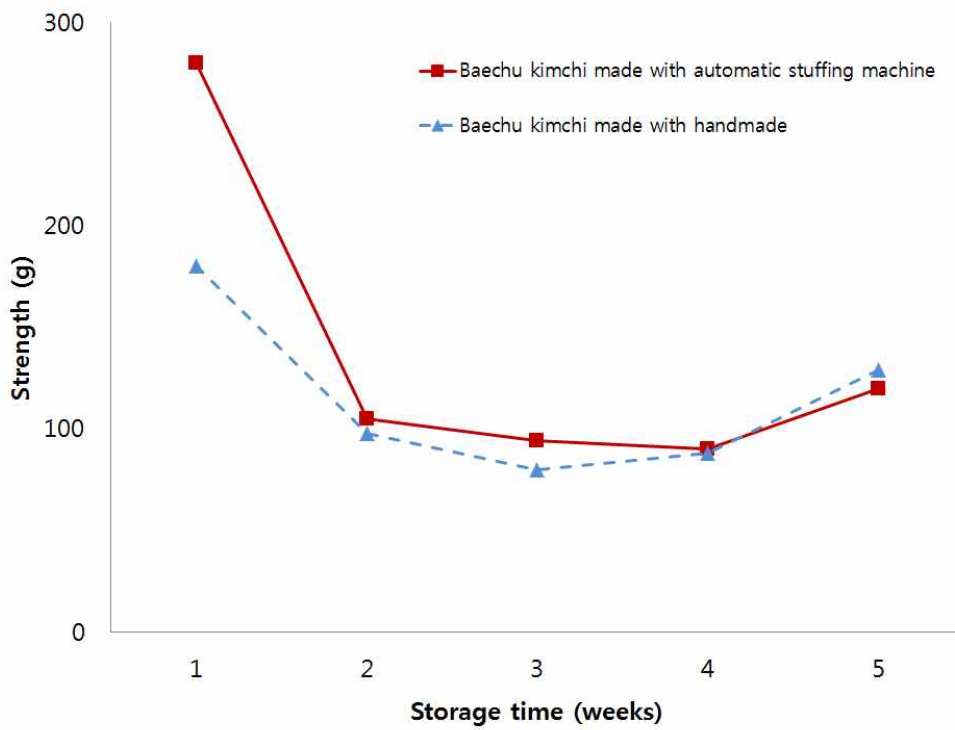 300
200
100
0
Strength (g)
Baechu kimchi made with automatic stuffing machine
Baechu kimchi made with handmade
1 2 3 4 5
Storage time (weeks)